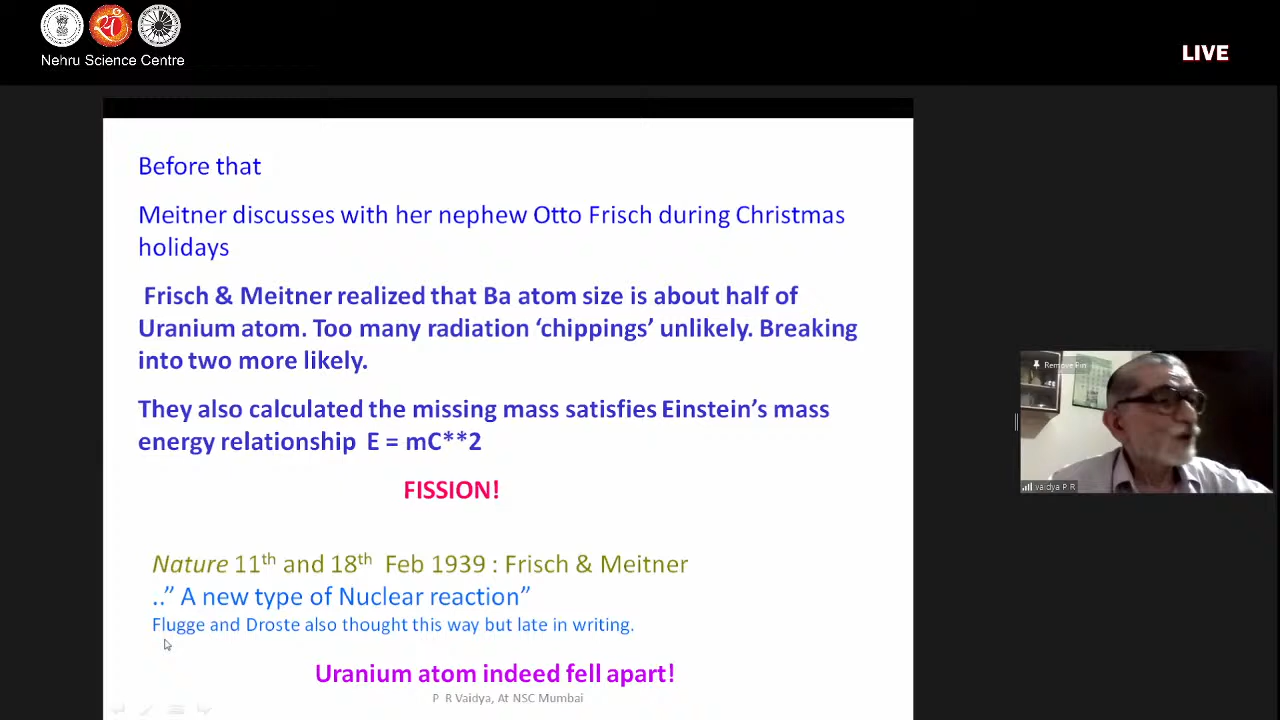 Nehru Science Centre
LIVE
Before that
Meitner discusses with her nephew Otto Frisch during Christmas
holidays
Frisch & Meitner realized that Ba atom size is about half of
Uranium atom. Too many radiation ‘chippings’ unlikely. Breaking
into two more likely.
They also calculated the missing mass satisfies Einstein’s mass
energy relationship E = mC**2
FISSION!
Nature 11th and 18th Feb 1939 : Frisch & Meitner
..” A new type of Nuclear reaction”
Flugge and Droste also thought this way but late in writing.
Uranium atom indeed fell apart!
P R Vaidya, At NSC Mumbai
Remove Pin
vaidya P R